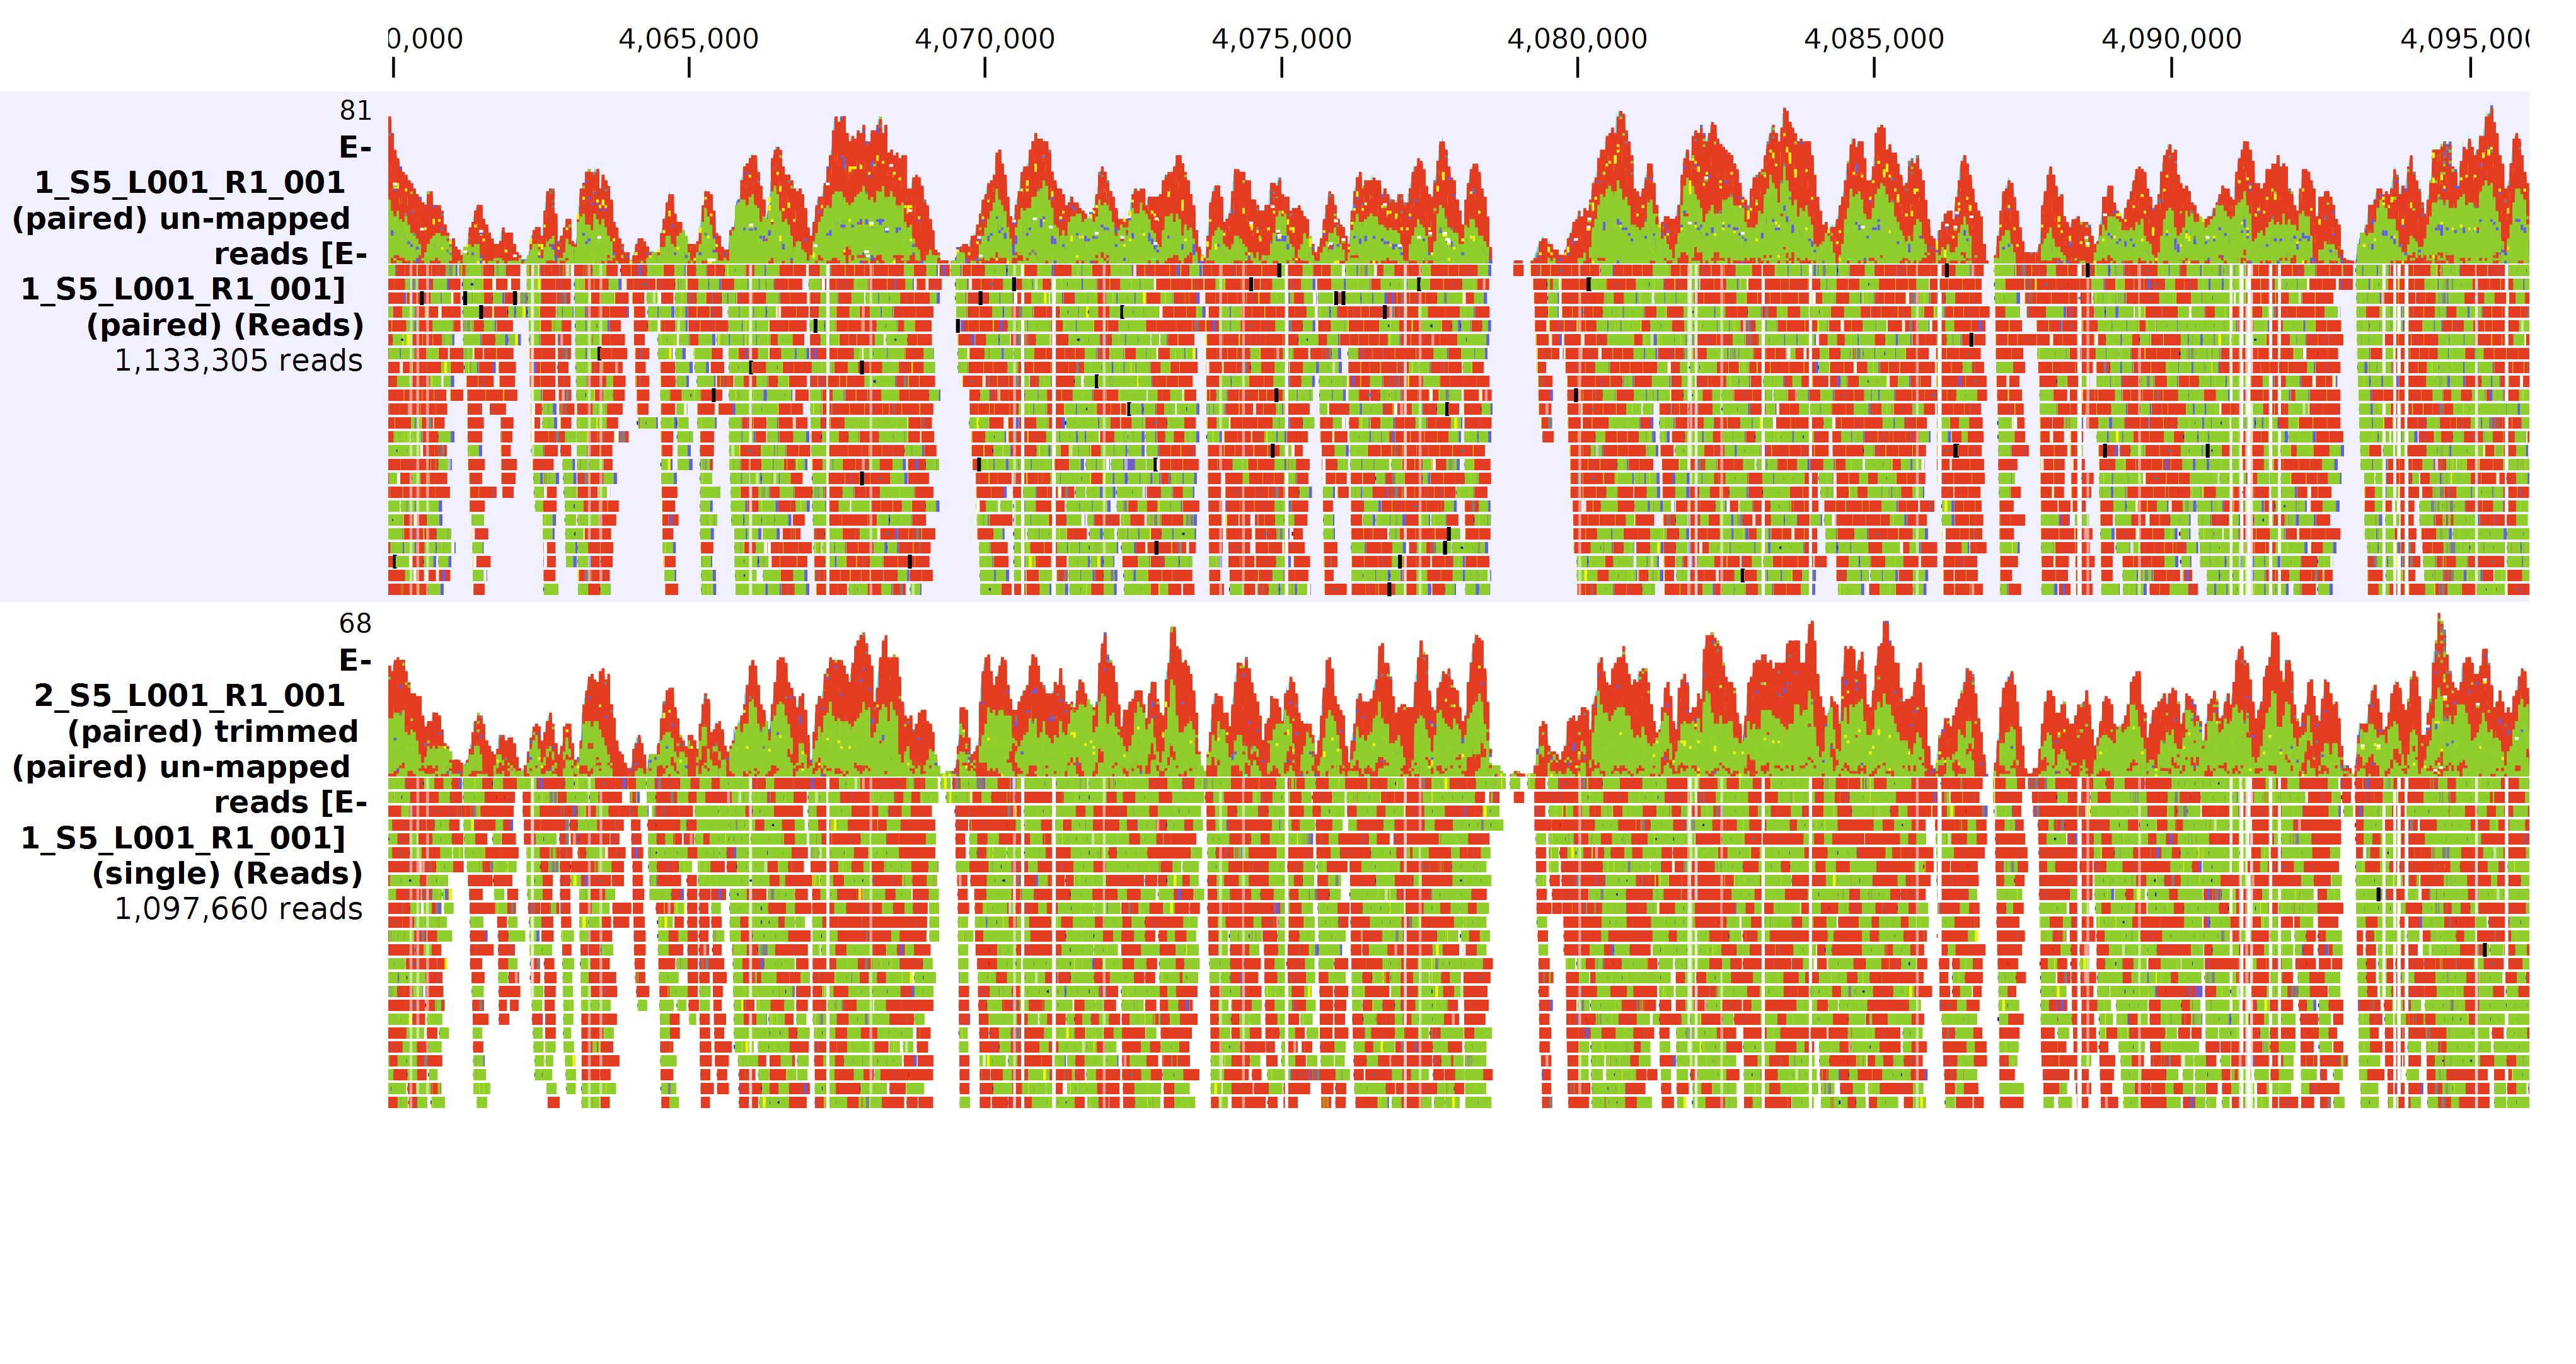 0,000 4,065,000 4,070,000 4,075,000 4,080,000 4,085,000 4,090,000 4,095,00
81
E-
1_S5_L001_R1_001
(paired) un-mapped
reads [E-
1_S5_L001_R1_001]
(paired) (Reads)
1,133,305 reads
68
E-
2_S5_L001_R1_001
(paired) trimmed
(paired) un-mapped
reads [E-
1_S5_L001_R1_001]
(single) (Reads)
1,097,660 reads